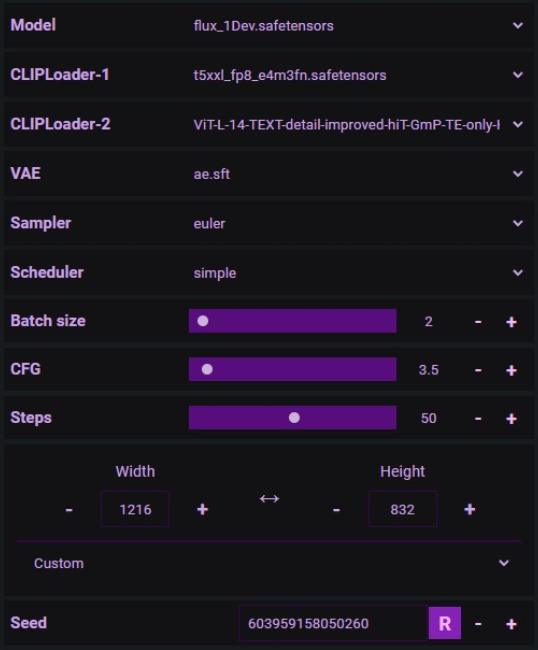 Model flux_1Dev.safetensors
CLIPLoader-1 t5xxl_fp8_e4m3fn.safetensors
CLIPLoader-2 ViT-L-14-TEXT-detail-improved-hiT-GmP-TE-only-
VAE ae.sft
Sampler euler
Scheduler simple
Batch size 2 - +
CFG 3.5 - +
Steps 50 - +
Width ↔ Height
- 1216 + - 832 +
Custom
Seed 603959158050260 R - +